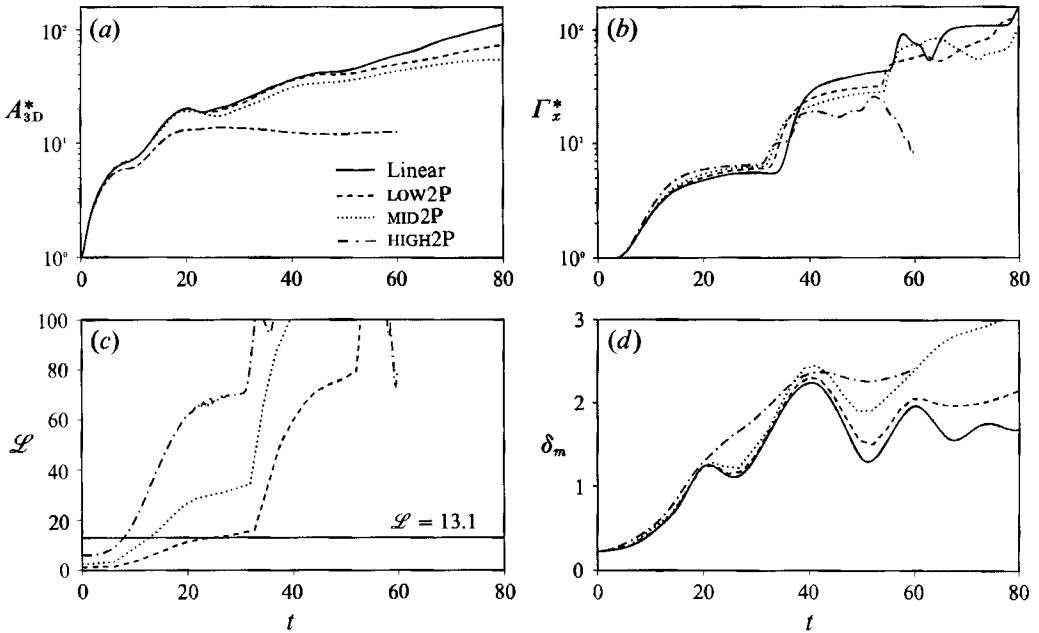 (a)
10²
10¹
10⁰
A*3D
0 20 40 60 80
Linear
LOW2P
MID2P
HIGH2P
(b)
10²
10¹
10⁰
Γ*x
0 20 40 60 80
(c)
100
80
60
40
20
0
ℒ
ℒ = 13.1
0 20 40 60 80
t
(d)
3
2
1
0
δm
0 20 40 60 80
t